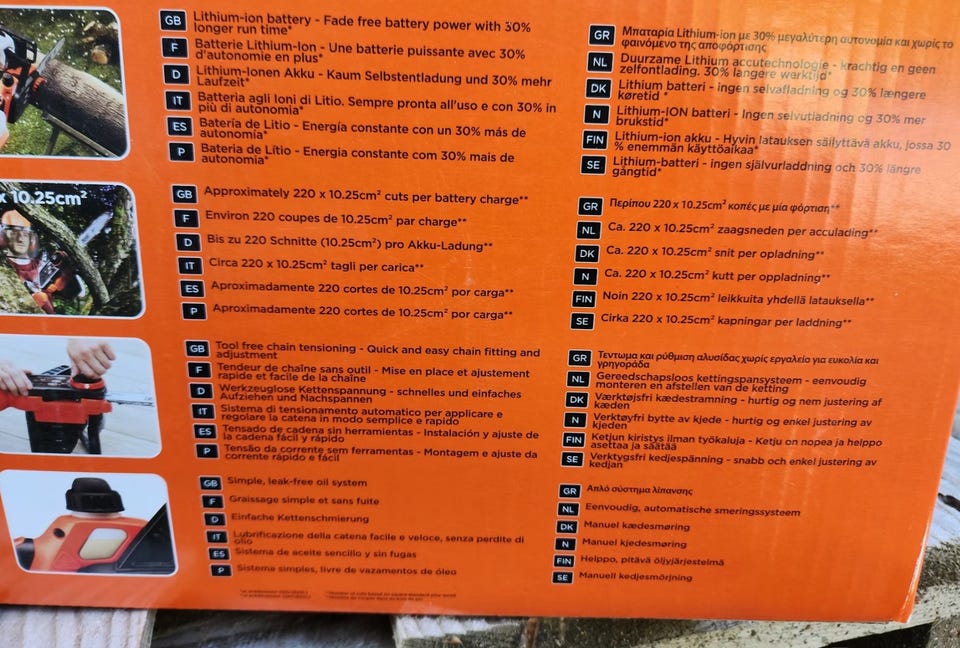 GB Lithium-ion battery - Fade free battery power with 30%
longer run time*
F Batterie Lithium-Ion - Une batterie puissante avec 30%
d'autonomie en plus*
D Lithium-Ionen Akku - Kaum Selbstentladung und 30% mehr
Laufzeit*
IT Batteria agli Ioni di Litio. Sempre pronta all'uso e con 30% in
più di autonomia*
ES Batería de Litio - Energía constante con un 30% más de
autonomia*
P Bateria de Lítio - Energia constante com 30% mais de
autonomia*
GR Μπαταρία Lithium-ion με 30% μεγαλύτερη αυτονομία και χωρίς το
φαινόμενο της αποφόρτισης
NL Duurzame Lithium accutechnologie - krachtig en geen
zelfontlading. 30% langere werktijd*
DK Lithium batteri - ingen selvafladning og 30% længere
køretid*
N Lithium-ION batteri - Ingen selvutladning og 30% mer
brukstid*
FIN Lithium-ion akku - Hyvin latauksen säilyttävä akku, jossa 30
% enemmän käyttöaikaa*
SE Lithium-batteri - ingen självurladdning och 30% längre
gångtid*
x 10.25cm²
GB Approximately 220 x 10.25cm² cuts per battery charge**
F Environ 220 coupes de 10.25cm² par charge**
D Bis zu 220 Schnitte (10.25cm²) pro Akku-Ladung**
IT Circa 220 x 10.25cm² tagli per carica**
ES Aproximadamente 220 cortes de 10.25cm² por carga**
P Aproximadamente 220 cortes de 10.25cm² por carga**
GR Περίπου 220 x 10.25cm² κοπές με μία φόρτιση**
NL Ca. 220 x 10.25cm² zaagsneden per acculading**
DK Ca. 220 x 10.25cm² snit per opladning**
N Ca. 220 x 10.25cm² kutt per oppladning**
FIN Noin 220 x 10.25cm² leikkuita yhdellä latauksella**
SE Cirka 220 x 10.25cm² kapningar per laddning**
GB Tool free chain tensioning - Quick and easy chain fitting and
adjustment
F Tendeur de chaîne sans outil - Mise en place et ajustement
rapide et facile de la chaîne
D Werkzeuglose Kettenspannung - schnelles und einfaches
Aufziehen und Nachspannen
IT Sistema di tensionamento automatico per applicare e
regolare la catena in modo semplice e rapido
ES Tensado de cadena sin herramientas - Instalación y ajuste de
la cadena fácil y rápido
P Tensão da corrente sem ferramentas - Montagem e ajuste da
corrente rápido e fácil
GR Τεντωμα και ρύθμιση αλυσίδας χωρίς εργαλείο για ευκολία και
γρηγοράδα
NL Gereedschapsloos kettingspansysteem - eenvoudig
monteren en afstellen van de ketting
DK Værktøjsfri kædestramning - hurtig og nem justering af
kæden
N Verktøyfri bytte av kjede - hurtig og enkel justering av
kjeden
FIN Ketjun kiristys ilman työkaluja - Ketju on nopea ja helppo
asettaa ja säätää
SE Verktygsfri kedjespänning - snabb och enkel justering av
kedjan
GB Simple, leak-free oil system
F Graissage simple et sans fuite
D Einfache Kettenschmierung
IT Lubrificazione della catena facile e veloce, senza perdite di
olio
ES Sistema de aceite sencillo y sin fugas
P Sistema simples, livre de vazamentos de óleo
GR Απλό σύστημα λίπανσης
NL Eenvoudig, automatische smeringssysteem
DK Manuel kædesmøring
N Manuel kjedesmøring
FIN Helppo, pitävä öljyjärjestelmä
SE Manuell kedjesmörjning